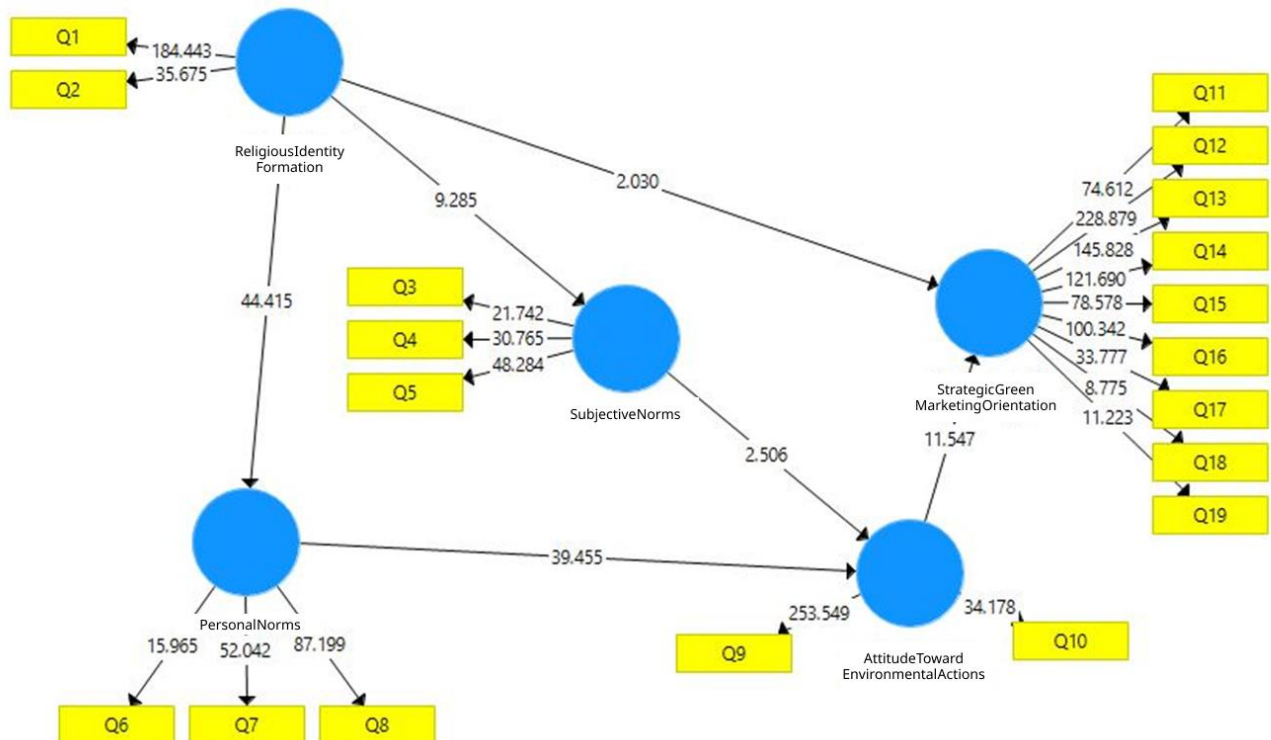 Q1
184.443
35.675
Q2
ReligiousIdentity
Formation
2.030
9.285
44.415
Q3
21.742
Q4
30.765
48.284
Q5
SubjectiveNorms
2.506
Q11
Q12
74.612
Q13
228.879
145.828
Q14
121.690
78.578
Q15
100.342
Q16
33.777
8.775
Q17
11.223
Q18
Q19
StrategicGreen
MarketingOrientation
11.547
39.455
PersonalNorms
15.965
52.042
87.199
Q6
Q7
Q8
253.549
34.178
Q9
Q10
AttitudeToward
EnvironmentalActions